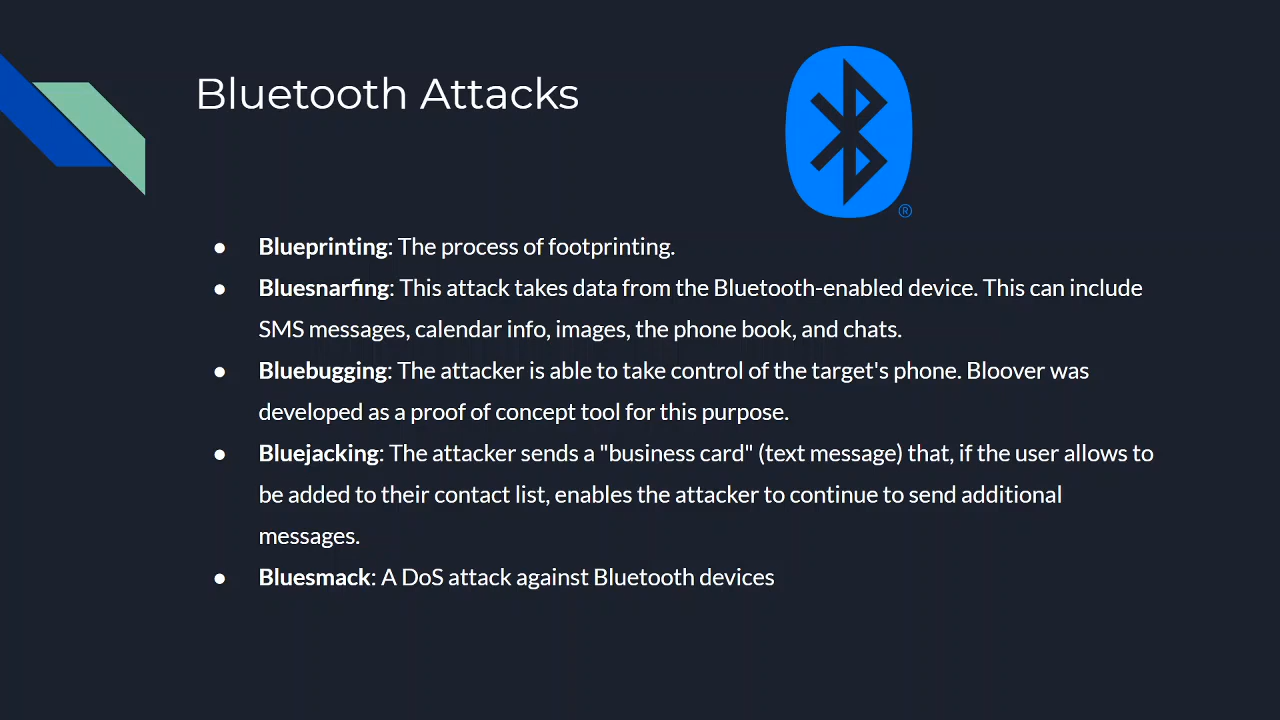 Bluetooth Attacks
®
● Blueprinting: The process of footprinting.
● Bluesnarfing: This attack takes data from the Bluetooth-enabled device. This can include
SMS messages, calendar info, images, the phone book, and chats.
● Bluebugging: The attacker is able to take control of the target's phone. Bloover was
developed as a proof of concept tool for this purpose.
● Bluejacking: The attacker sends a "business card" (text message) that, if the user allows to
be added to their contact list, enables the attacker to continue to send additional
messages.
● Bluesmack: A DoS attack against Bluetooth devices